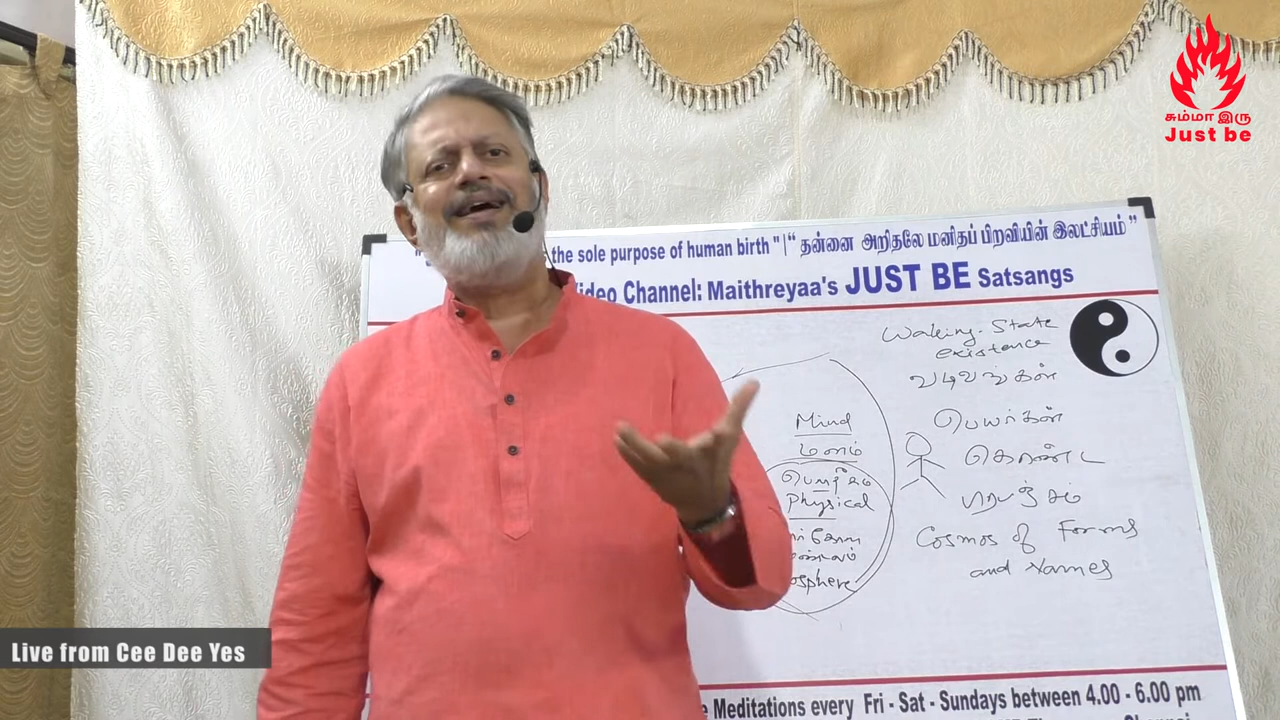 சும்மா இரு
Just be
the sole purpose of human birth " | “ தன்னை அறிதலே மனிதப் பிறவியின் இலட்சியம் ”
Channel: Maithreyaa's JUST BE Satsangs
Waking-State
existence
வடிவங்கள்
பெயர்கள்
கொண்ட
பிரபஞ்சம்
Cosmos of Forms
and Names
Mind
மனம்
Physical
Live from Cee Dee Yes
Meditations every Fri - Sat - Sundays between 4.00 - 6.00 pm